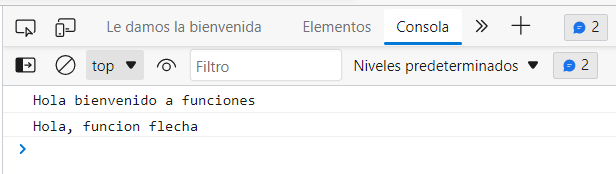 Le damos la bienvenida Elementos Consola 2
top Filtro Niveles predeterminados 2
Hola bienvenido a funciones
Hola, funcion flecha